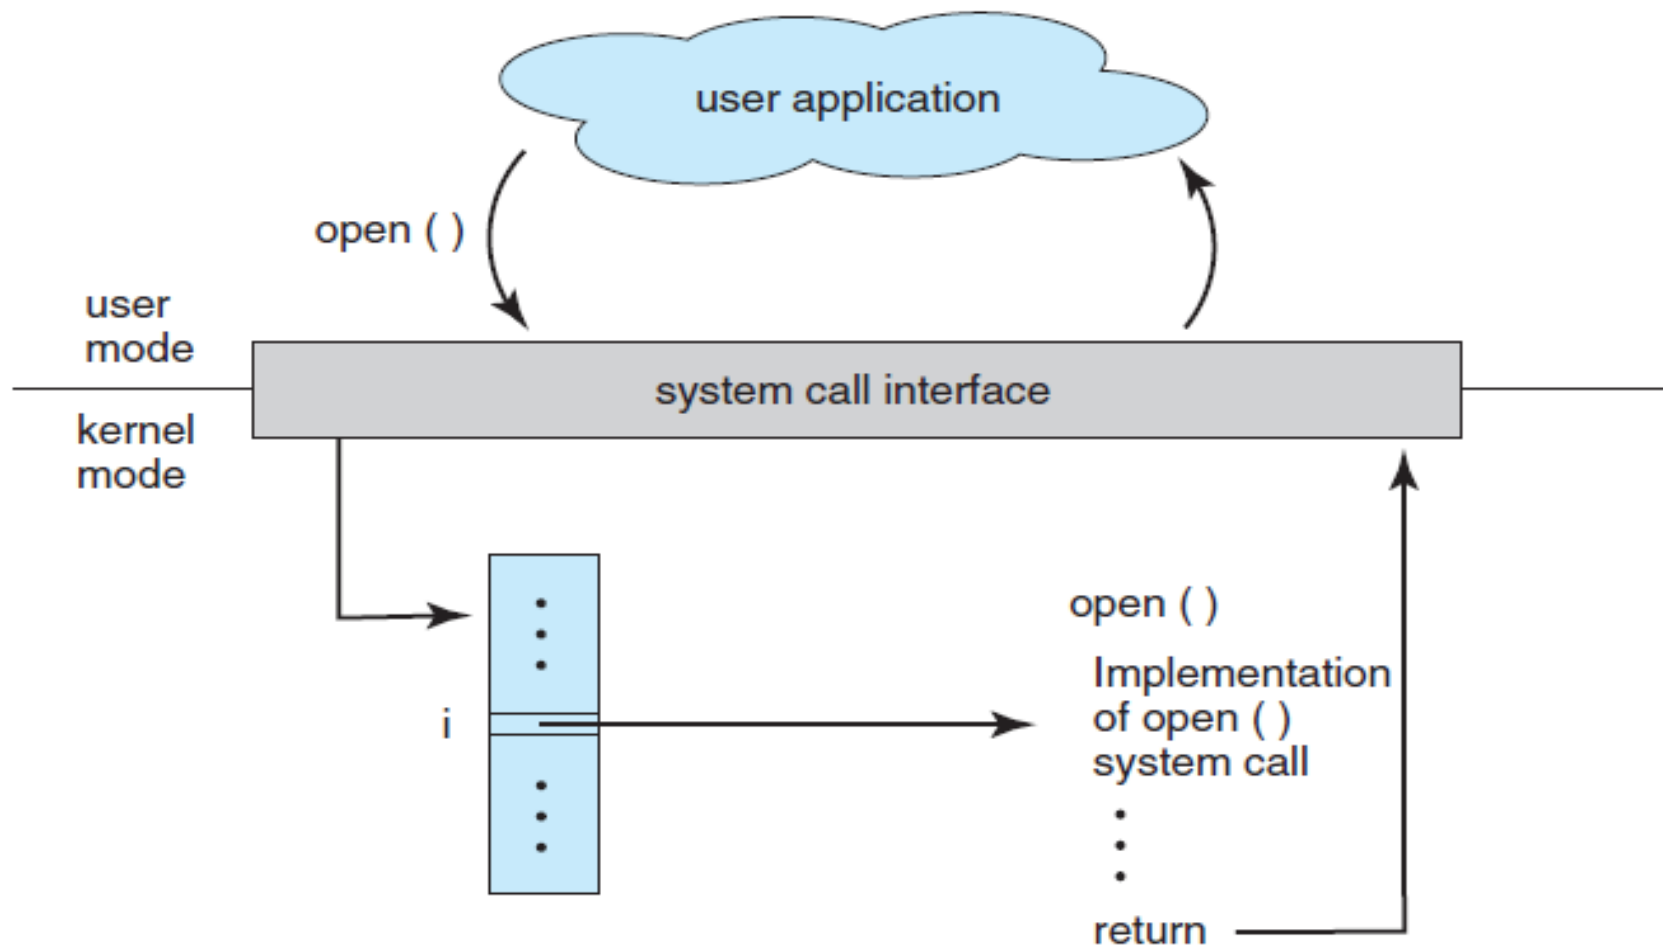 user application
open ( )
user
mode
system call interface
kernel
mode
open ( )
Implementation
of open ( )
system call
i
return